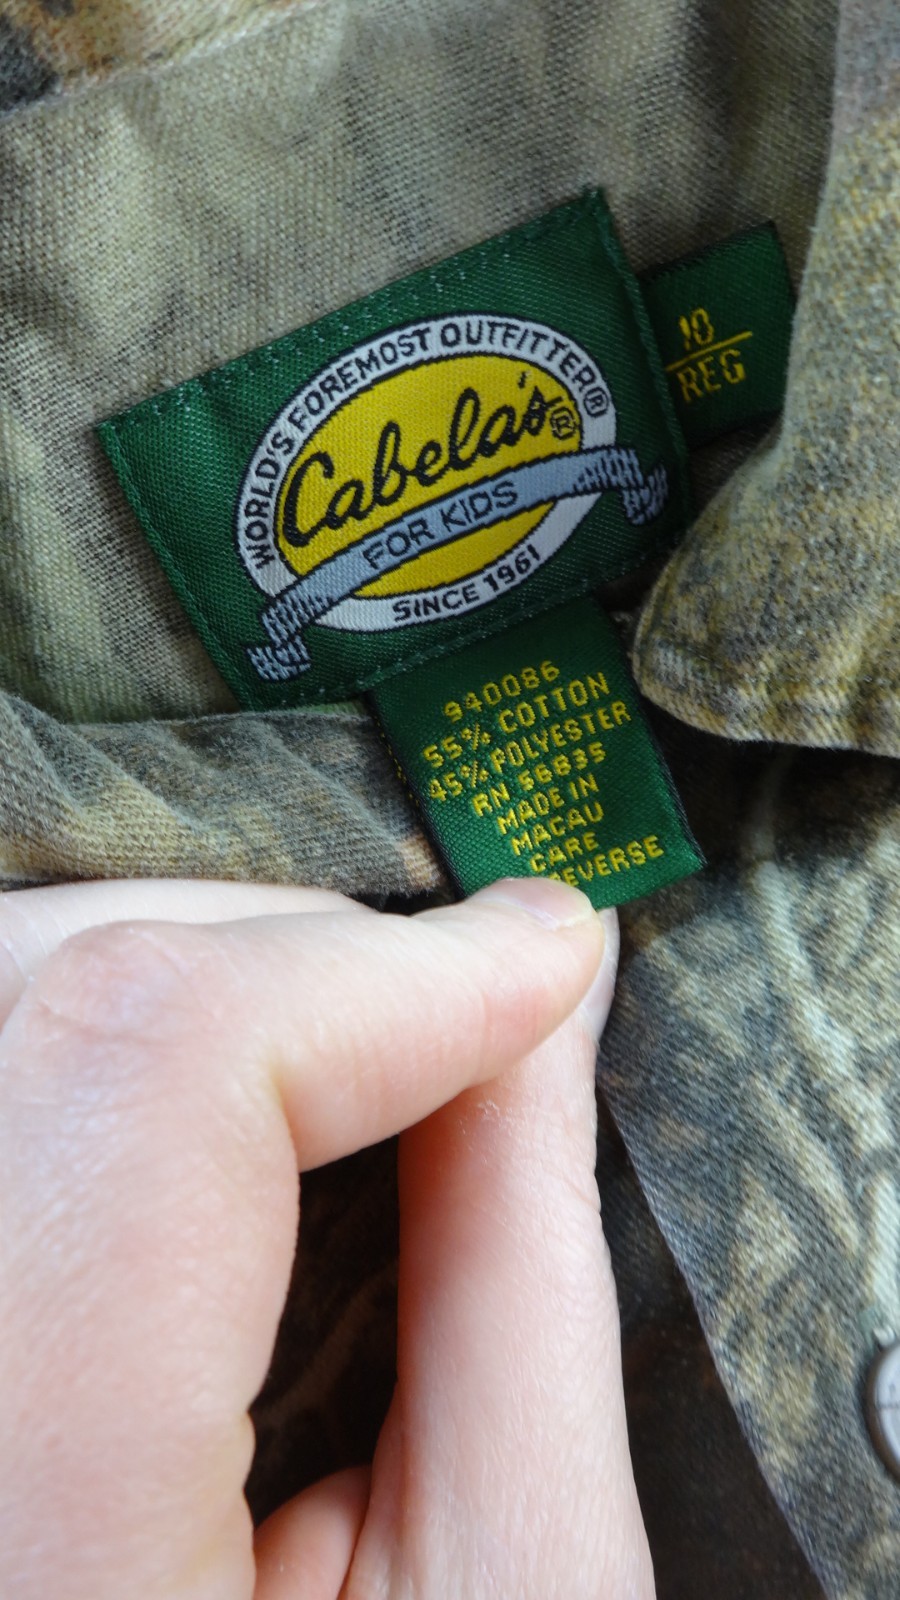 WORLD'S FOREMOST OUTFITTER®
Cabela's®
FOR KIDS
SINCE 1961
10
REG
940086
55% COTTON
45% POLYESTER
RN 56835
MADE IN
MACAU
CARE